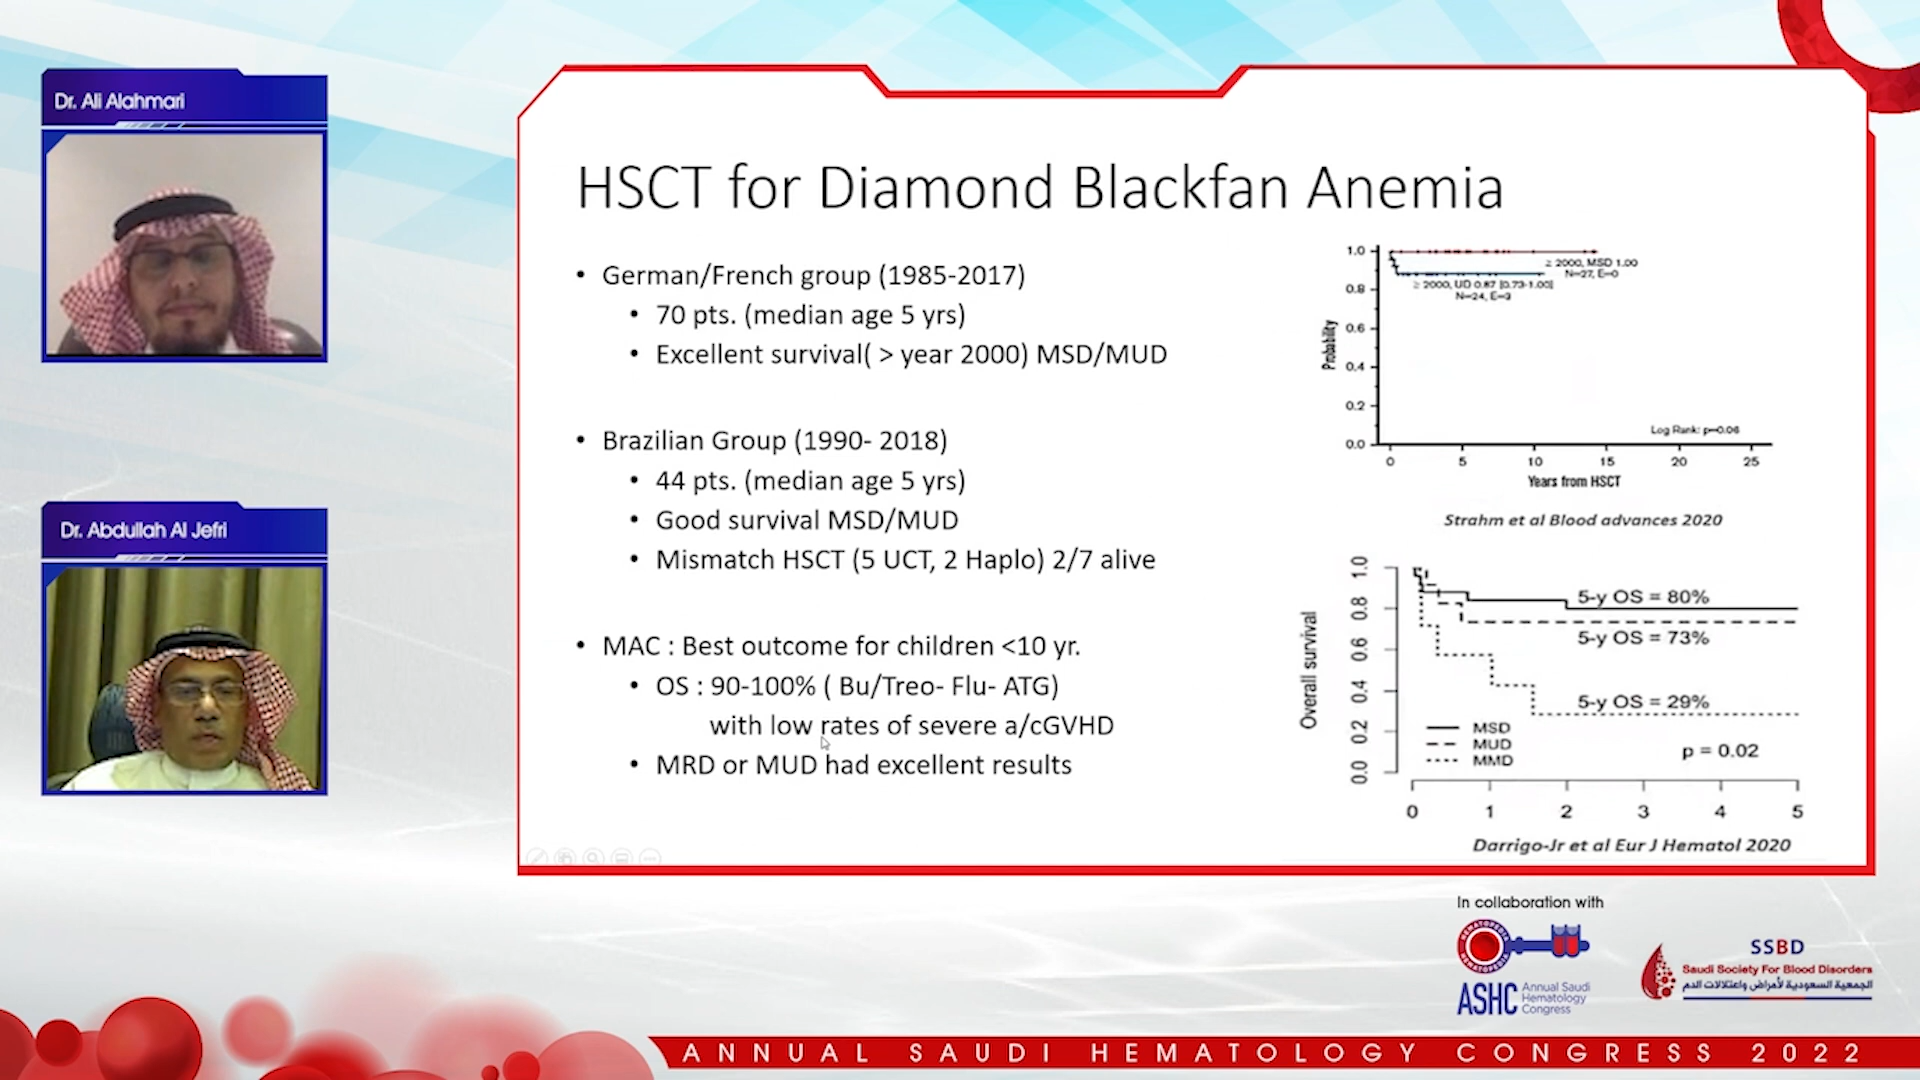 Dr. Ali Alahmari
Dr. Abdullah Al Jefri
HSCT for Diamond Blackfan Anemia
• German/French group (1985-2017)
• 70 pts. (median age 5 yrs)
• Excellent survival( > year 2000) MSD/MUD
• Brazilian Group (1990- 2018)
• 44 pts. (median age 5 yrs)
• Good survival MSD/MUD
• Mismatch HSCT (5 UCT, 2 Haplo) 2/7 alive
• MAC : Best outcome for children <10 yr.
• OS : 90-100% ( Bu/Treo- Flu- ATG)
with low rates of severe a/cGVHD
• MRD or MUD had excellent results
1.0
0.8
0.6
0.4
0.2
0.0
Probability
≥ 2000, MSD 1.00
N=27, E=0
≥ 2000, UD 0.87 [0.73-1.00]
N=24, E=3
Log Rank: p=0.06
0 5 10 15 20 25
Years from HSCT
Strahm et al Blood advances 2020
1.0
0.8
0.6
0.4
0.2
0.0
Overall survival
5-y OS = 80%
5-y OS = 73%
5-y OS = 29%
MSD
MUD
MMD
p = 0.02
0 1 2 3 4 5
Darrigo-Jr et al Eur J Hematol 2020
In collaboration with
HEMATOPEDIA
HEMATOPEDIA
ASHC
Annual Saudi
Hematology
Congress
SSBD
Saudi Society For Blood Disorders
الجمعية السعودية لأمراض واعتلالات الدم
ANNUAL SAUDI HEMATOLOGY CONGRESS 2022